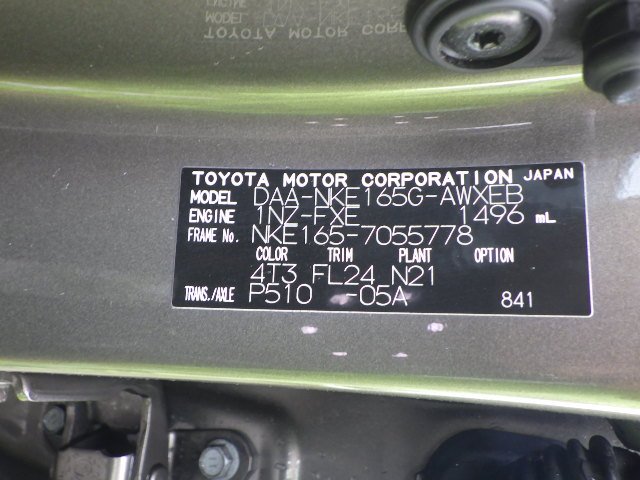 TOYOTA MOTOR CORPORATION JAPAN
MODEL DAA-NKE165G-AWXEB
ENGINE 1NZ-FXE 1496 mL
FRAME No. NKE165-7055778
COLOR TRIM PLANT OPTION
4T3 FL24 N21
TRANS./AXLE P510 -05A 841